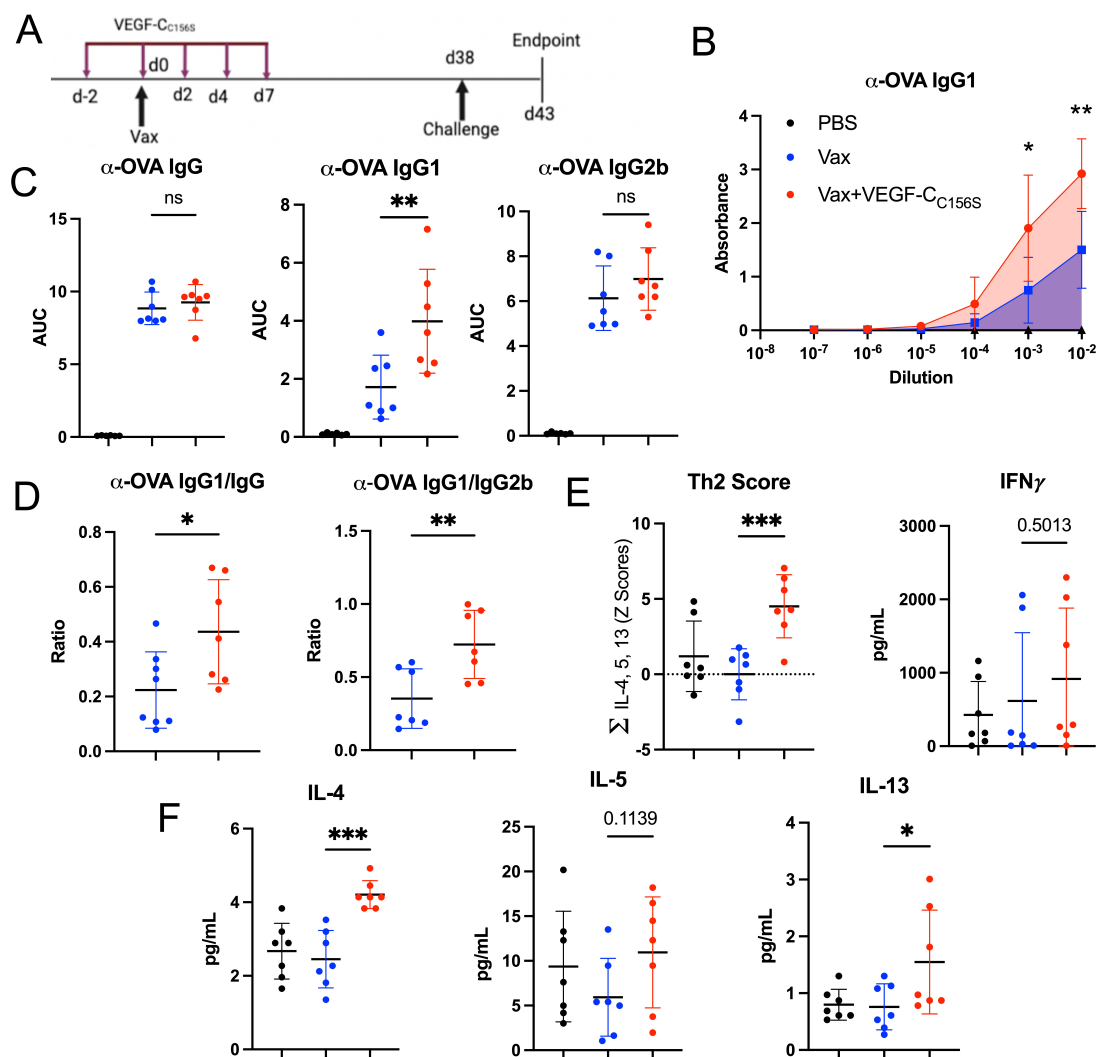 A
VEGF-CC156S
d0
d-2
d2
d4
d7
Vax
d38
Challenge
Endpoint
d43
B
α-OVA IgG1
PBS
Vax
Vax+VEGF-CC156S
*
**
Absorbance
4
3
2
1
0
10-8
10-7
10-6
10-5
10-4
10-3
10-2
Dilution
C
α-OVA IgG
ns
AUC
15
10
5
0
α-OVA IgG1
**
AUC
8
6
4
2
0
α-OVA IgG2b
ns
AUC
10
8
6
4
2
0
D
α-OVA IgG1/IgG
*
Ratio
0.8
0.6
0.4
0.2
0.0
α-OVA IgG1/IgG2b
**
Ratio
1.5
1.0
0.5
0.0
E
Th2 Score
***
∑ IL-4, 5, 13 (Z Scores)
10
5
0
-5
IFNγ
0.5013
pg/mL
3000
2000
1000
0
F
IL-4
***
pg/mL
6
4
2
0
IL-5
0.1139
pg/mL
25
20
15
10
5
0
IL-13
*
pg/mL
4
3
2
1
0